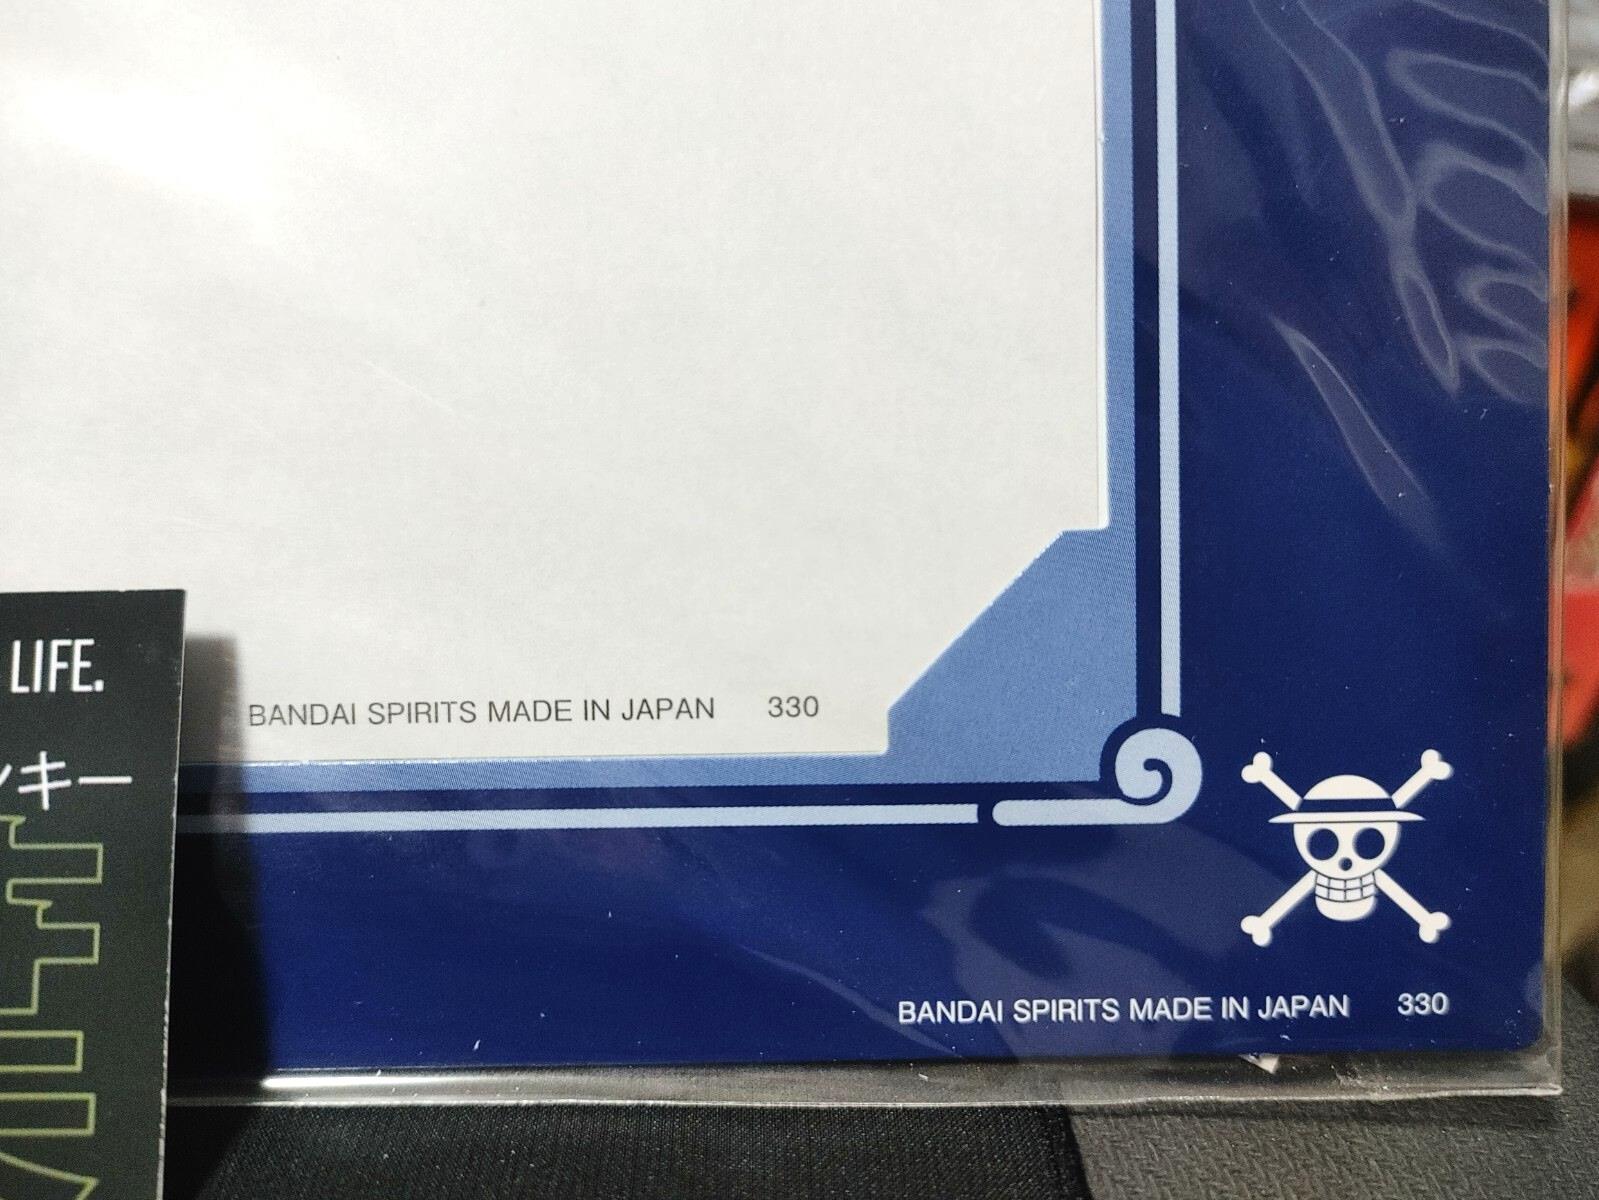 LIFE.
ンキー
BANDAI SPIRITS MADE IN JAPAN 330
BANDAI SPIRITS MADE IN JAPAN 330